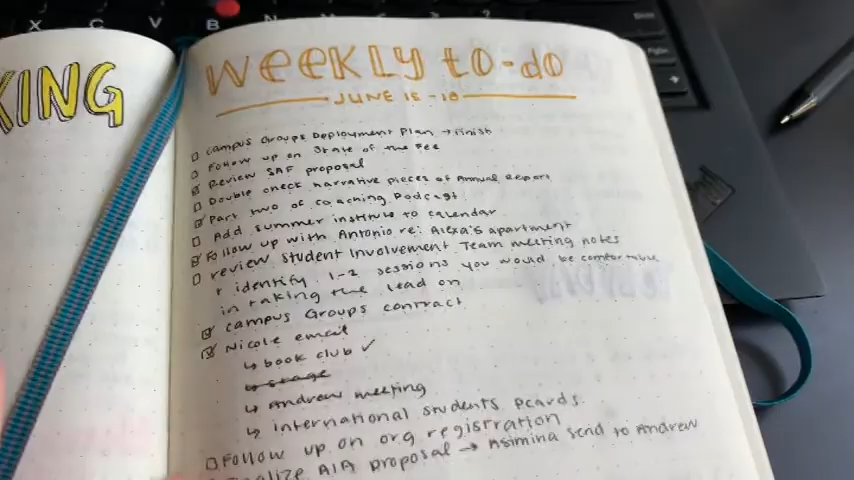 X C V B N M ?
KING
WEEKLY to-do
JUNE 15-18
Campus Groups Deployment Plan → finish
Follow up on State of the Fee
Review SAF proposal
Double check narrative pieces of Annual Report
Part two of coaching Podcast
Add summer institute to calendar
Follow up with Antonio re: Alexa's apartment
review Student Involvement Team meeting notes
+ identify 1-2 sessions you would be comfortable
in taking the lead on
Campus Groups contract
Nicole email
↳ book club ✓
↳ stage
↳ Andrew meeting
↳ international students pcards
Follow up on org registration
Finalize AIA proposal → Asimina send to Andrew